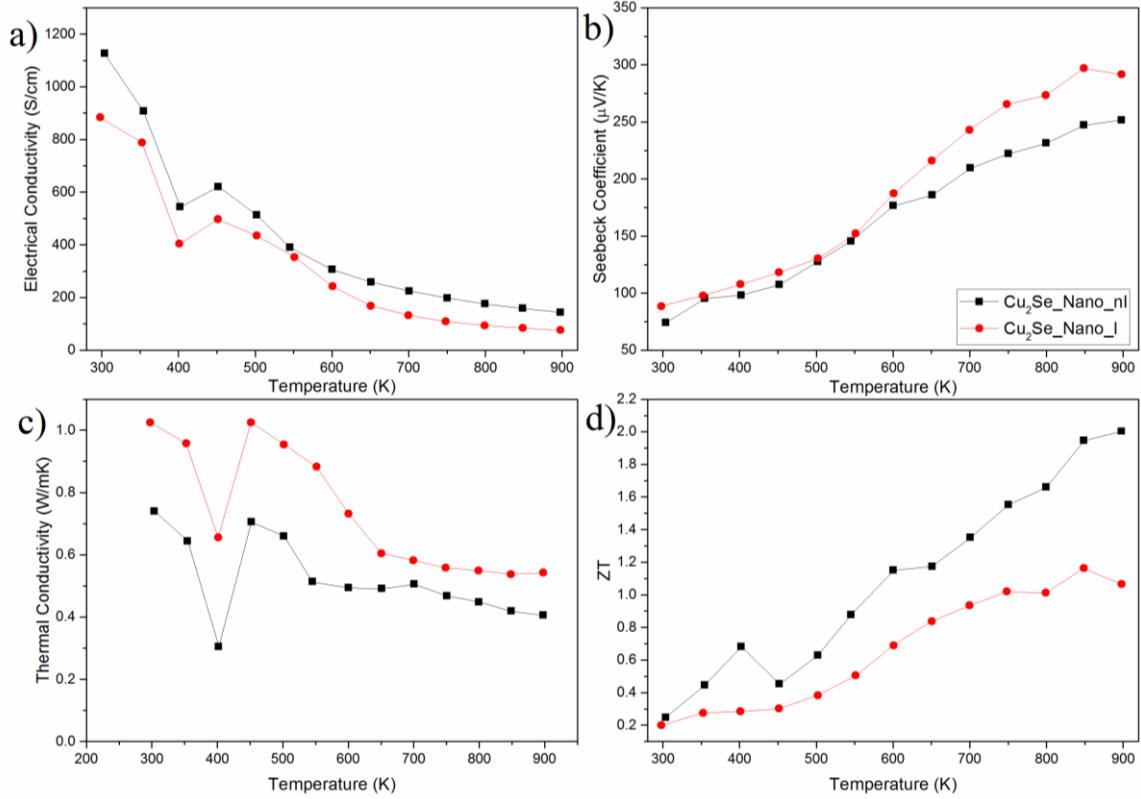 a)
1200
1000
800
600
400
200
0
Electrical Conductivity (S/cm)
300 400 500 600 700 800 900
Temperature (K)
b)
350
300
250
200
150
100
50
Seebeck Coefficient (μV/K)
Cu₂Se_Nano_nI
Cu₂Se_Nano_I
300 400 500 600 700 800 900
Temperature (K)
c)
1.0
0.8
0.6
0.4
0.2
0.0
Thermal Conductivity (W/mK)
200 300 400 500 600 700 800 900
Temperature (K)
d)
2.2
2.0
1.8
1.6
1.4
1.2
1.0
0.8
0.6
0.4
0.2
ZT
300 400 500 600 700 800 900
Temperature (K)